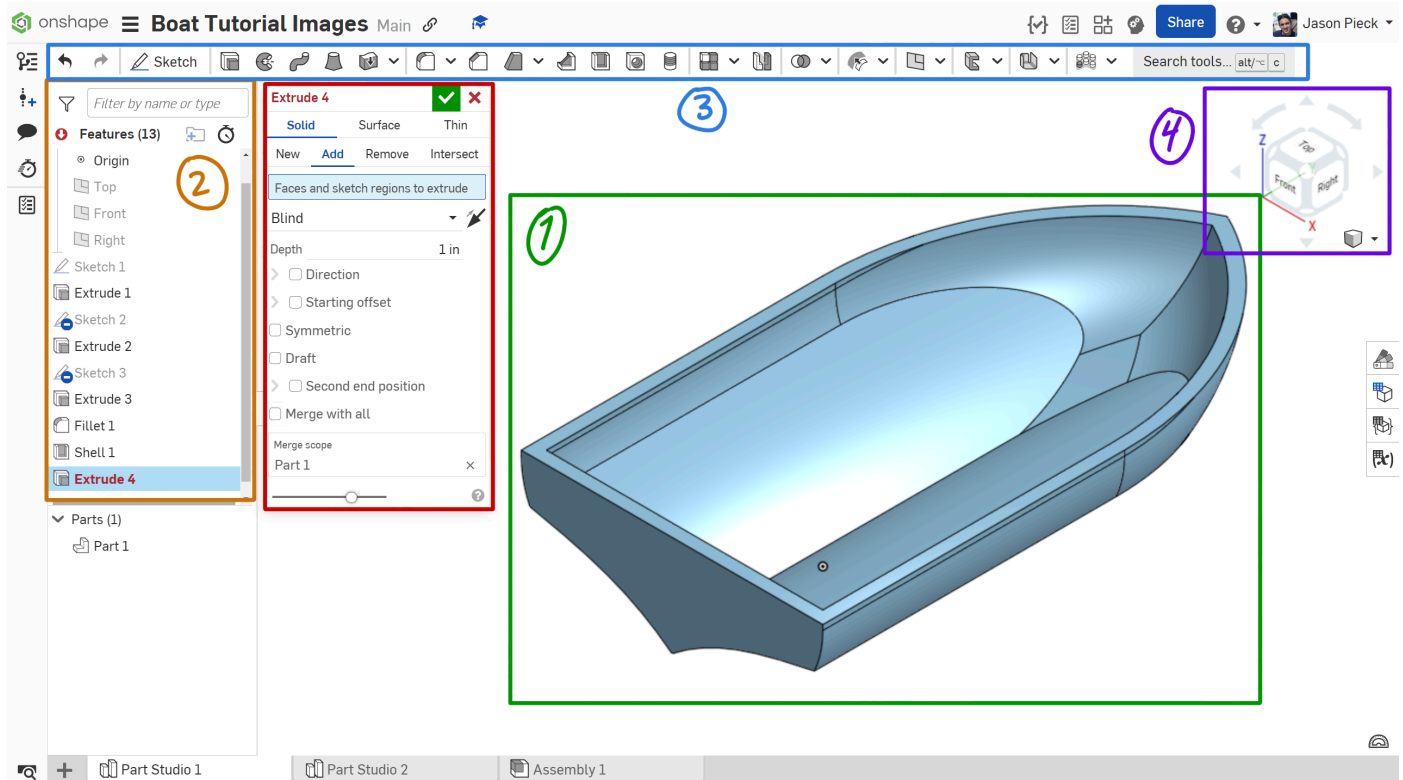 onshape Boat Tutorial Images Main Share Jason Pieck
Sketch Search tools... alt/⌥ c
Filter by name or type
Features (13)
Origin
Top
Front
Right
Sketch 1
Extrude 1
Sketch 2
Extrude 2
Sketch 3
Extrude 3
Fillet 1
Shell 1
Extrude 4
Parts (1)
Part 1
2
Extrude 4
Solid Surface Thin
New Add Remove Intersect
Faces and sketch regions to extrude
Blind
Depth 1 in
Direction
Starting offset
Symmetric
Draft
Second end position
Merge with all
Merge scope
Part 1
3
1
4
Z
Top
Y
Front Right
X
(x)
Part Studio 1 Part Studio 2 Assembly 1